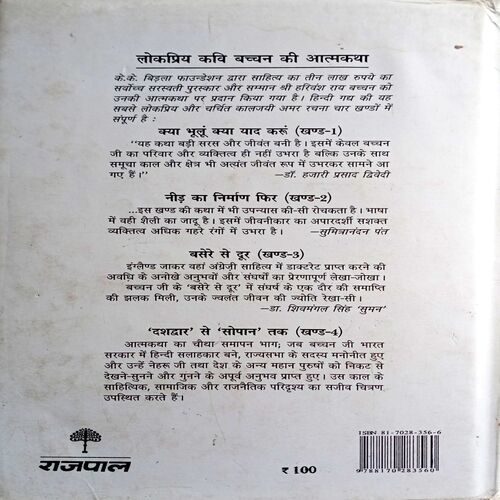 लोकप्रिय कवि बच्चन की आत्मकथा
के.के. बिड़ला फाउन्डेशन द्वारा साहित्य का तीन लाख रुपये का
सर्वोच्च सरस्वती पुरस्कार और सम्मान श्री हरिवंश राय बच्चन को
उनकी आत्मकथा पर प्रदान किया गया है। हिन्दी गद्य की यह
सबसे लोकप्रिय और चर्चित कालजयी अमर रचना चार खण्डों में
संपूर्ण है :
क्या भूलूं क्या याद करूं (खण्ड-1)
"यह कथा बड़ी सरस और जीवंत बनी है। इसमें केवल बच्चन
जी का परिवार और व्यक्तित्व ही नहीं उभरा है बल्कि उनके साथ
समूचा काल और क्षेत्र भी अत्यंत जीवंत रूप में उभरकर सामने आ
गए हैं।" —डॉ. हजारी प्रसाद द्विवेदी
नीड़ का निर्माण फिर (खण्ड-2)
...इस खण्ड की कथा में भी उपन्यास की-सी रोचकता है। भाषा
में वही शैली का जादू है। इसमें जीवनीकार का अपारदर्शी सशक्त
व्यक्तित्व अधिक गहरे रंगों में उभरा है। —सुमित्रानंदन पंत
बसेरे से दूर (खण्ड-3)
इंग्लैण्ड जाकर वहां अंग्रेज़ी साहित्य में डाक्टरेट प्राप्त करने की
अवधि के अनोखे अनुभवों और संघर्षों का प्रेरणापूर्ण लेखा-जोखा।
बच्चन जी के 'बसेरे से दूर' में संघर्ष के एक दौर की समाप्ति
की झलक मिली, उनके ज्वलंत जीवन की ज्योति रेखा-सी।
—डा. शिवमंगल सिंह 'सुमन'
'दशद्वार' से 'सोपान' तक (खण्ड-4)
आत्मकथा का चौथा समापन भाग; जब बच्चन जी भारत
सरकार में हिन्दी सलाहकार बने, राज्यसभा के सदस्य मनोनीत हुए
और उन्हें नेहरू जी तथा देश के अन्य महान पुरुषों को निकट से
देखने-सुनने और गुनने के अपूर्व अनुभव प्राप्त हुए। उस काल के
साहित्यिक, सामाजिक और राजनैतिक परिदृश्य का सजीव चित्रण
उपस्थित करते हैं।
ISBN 81-7028-356-6
राजपाल
₹ 100
9 788170 283560